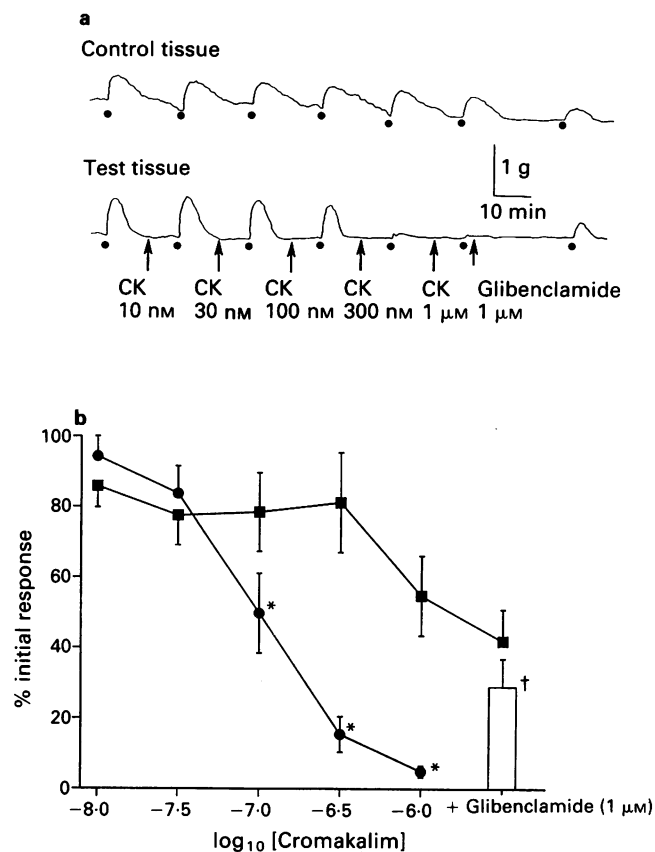 a
Control tissue
Test tissue
1 g
10 min
CK CK CK CK CK Glibenclamide
10 nM 30 nM 100 nM 300 nM 1 μM 1 μM
b
100
80
60
40
20
0
% initial response
*
*
*
†
−8·0 −7·5 −7·0 −6·5 −6·0 + Glibenclamide (1 μM)
log10 [Cromakalim]